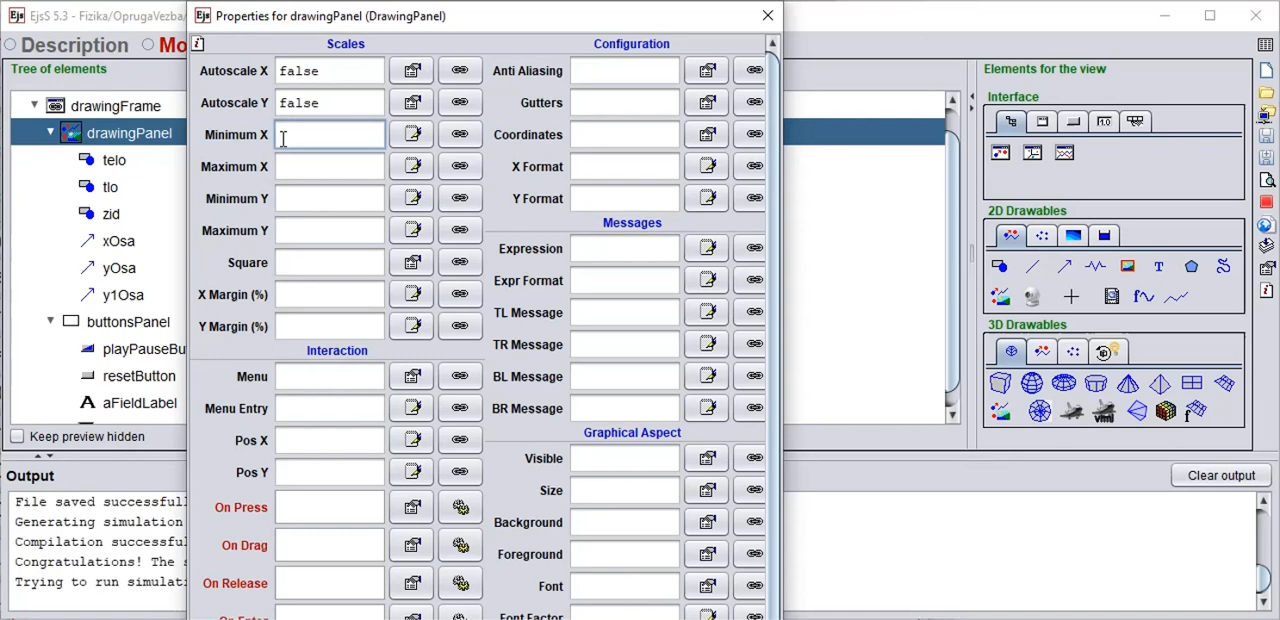 EjsS 5.3 - Fizika/OprugaVezba/
Properties for drawingPanel (DrawingPanel)
Description
Mo
Tree of elements
drawingFrame
drawingPanel
telo
tlo
zid
xOsa
yOsa
y1Osa
buttonsPanel
playPauseBu
resetButton
aFieldLabel
Keep preview hidden
Scales
Autoscale X false
Autoscale Y false
Minimum X
Maximum X
Minimum Y
Maximum Y
Square
X Margin (%)
Y Margin (%)
Interaction
Menu
Menu Entry
Pos X
Pos Y
On Press
On Drag
On Release
On Enter
Configuration
Anti Aliasing
Gutters
Coordinates
X Format
Y Format
Messages
Expression
Expr Format
TL Message
TR Message
BL Message
BR Message
Graphical Aspect
Visible
Size
Background
Foreground
Font
Font Factor
Elements for the view
Interface
2D Drawables
3D Drawables
Output
Clear output
File saved successful
Generating simulation
Compilation successfu
Congratulations! The s
Trying to run simulati